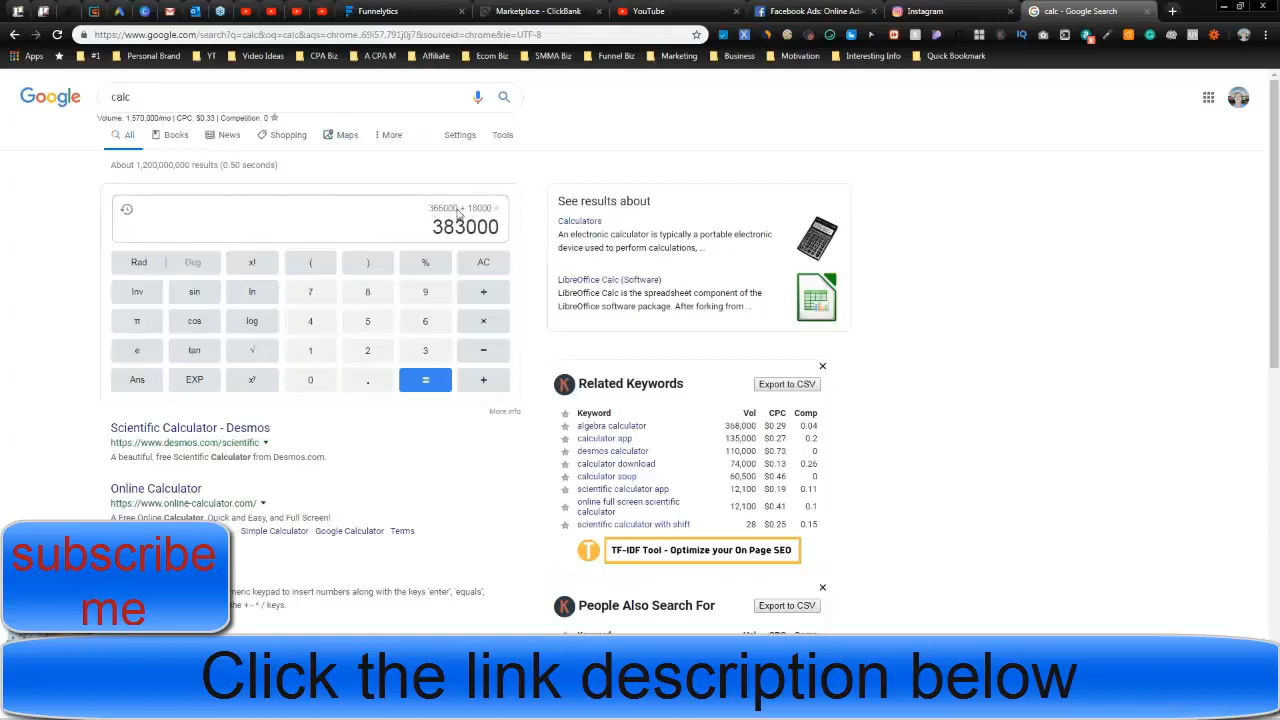 Funnelytics
Marketplace - ClickBank
YouTube
Facebook Ads: Online Adv
Instagram
calc - Google Search
https://www.google.com/search?q=calc&oq=calc&aqs=chrome..69i57.791j0j7&sourceid=chrome&ie=UTF-8
Apps
#1
Personal Brand
YT
Video Ideas
CPA Biz
A CPA M
Affiliate
Ecom Biz
SMMA Biz
Funnel Biz
Marketing
Business
Motivation
Interesting Info
Quick Bookmark
Google
calc
Volume: 1,570,000/mo | CPC: $0.33 | Competition: 0
All
Books
News
Shopping
Maps
More
Settings
Tools
About 1,200,000,000 results (0.50 seconds)
365000 + 18000 =
383000
Rad | Deg x! ( ) % AC
Inv sin ln 7 8 9 ÷
π cos log 4 5 6 ×
e tan √ 1 2 3 −
Ans EXP xʸ 0 . = +
More info
Scientific Calculator - Desmos
https://www.desmos.com/scientific
A beautiful, free Scientific Calculator from Desmos.com.
Online Calculator
https://www.online-calculator.com/
A Free Online Calculator, Quick and Easy, and Full Screen!
Simple Calculator · Google Calculator · Terms
numeric keypad to insert numbers along with the keys 'enter', 'equals',
the + - * / keys.
See results about
Calculators
An electronic calculator is typically a portable electronic
device used to perform calculations, ...
LibreOffice Calc (Software)
LibreOffice Calc is the spreadsheet component of the
LibreOffice software package. After forking from ...
Related Keywords
Export to CSV
Keyword Vol CPC Comp
algebra calculator 368,000 $0.29 0.04
calculator app 135,000 $0.27 0.2
desmos calculator 110,000 $0.73 0
calculator download 74,000 $0.13 0.26
calculator soup 60,500 $0.46 0
scientific calculator app 12,100 $0.19 0.11
online full screen scientific
calculator 12,100 $0.41 0.1
scientific calculator with shift 28 $0.25 0.15
TF-IDF Tool - Optimize your On Page SEO
People Also Search For
Export to CSV
subscribe
me
Click the link description below